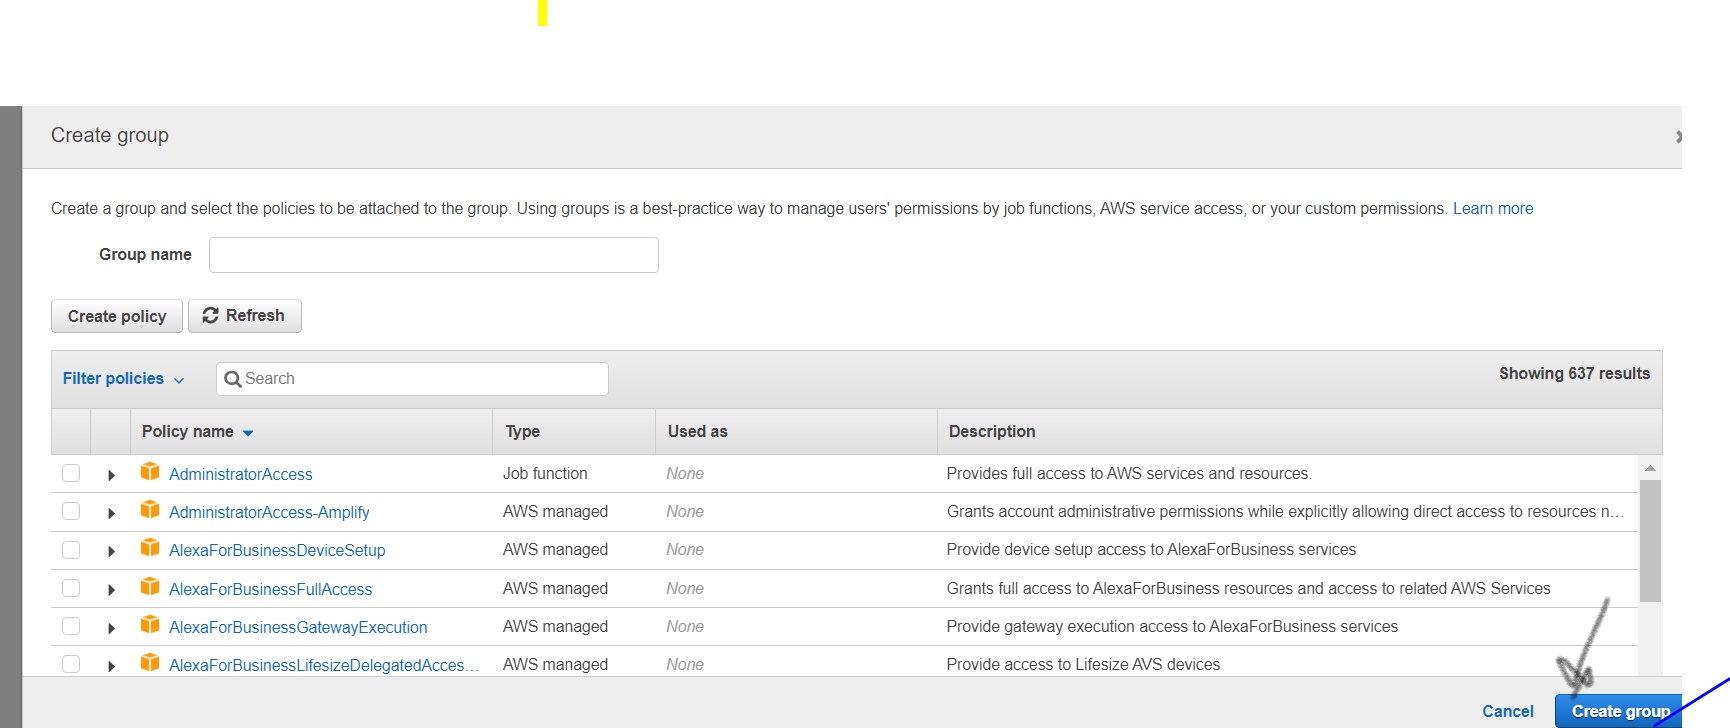 Create group
Create a group and select the policies to be attached to the group. Using groups is a best-practice way to manage users' permissions by job functions, AWS service access, or your custom permissions. Learn more
Group name
Create policy Refresh
Filter policies Search Showing 637 results
Policy name Type Used as Description
AdministratorAccess Job function None Provides full access to AWS services and resources.
AdministratorAccess-Amplify AWS managed None Grants account administrative permissions while explicitly allowing direct access to resources n…
AlexaForBusinessDeviceSetup AWS managed None Provide device setup access to AlexaForBusiness services
AlexaForBusinessFullAccess AWS managed None Grants full access to AlexaForBusiness resources and access to related AWS Services
AlexaForBusinessGatewayExecution AWS managed None Provide gateway execution access to AlexaForBusiness services
AlexaForBusinessLifesizeDelegatedAcces… AWS managed None Provide access to Lifesize AVS devices
Cancel Create group